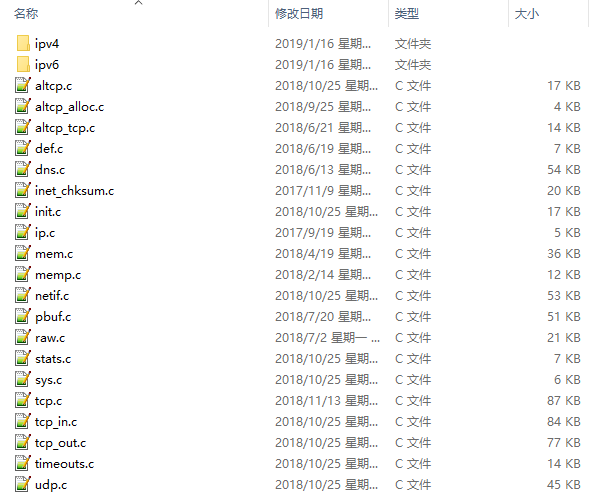 名称 修改日期 类型 大小
ipv4 2019/1/16 星期... 文件夹
ipv6 2019/1/16 星期... 文件夹
altcp.c 2018/10/25 星期... C 文件 17 KB
altcp_alloc.c 2018/9/25 星期... C 文件 4 KB
altcp_tcp.c 2018/6/21 星期... C 文件 14 KB
def.c 2018/6/19 星期... C 文件 7 KB
dns.c 2018/6/13 星期... C 文件 54 KB
inet_chksum.c 2017/11/9 星期... C 文件 20 KB
init.c 2018/10/25 星期... C 文件 17 KB
ip.c 2017/9/19 星期... C 文件 5 KB
mem.c 2018/4/19 星期... C 文件 36 KB
memp.c 2018/2/14 星期... C 文件 12 KB
netif.c 2018/10/25 星期... C 文件 53 KB
pbuf.c 2018/7/20 星期... C 文件 51 KB
raw.c 2018/7/2 星期一 ... C 文件 21 KB
stats.c 2018/10/25 星期... C 文件 7 KB
sys.c 2018/10/25 星期... C 文件 6 KB
tcp.c 2018/11/13 星期... C 文件 87 KB
tcp_in.c 2018/10/25 星期... C 文件 84 KB
tcp_out.c 2018/10/25 星期... C 文件 77 KB
timeouts.c 2018/10/25 星期... C 文件 14 KB
udp.c 2018/10/25 星期... C 文件 45 KB